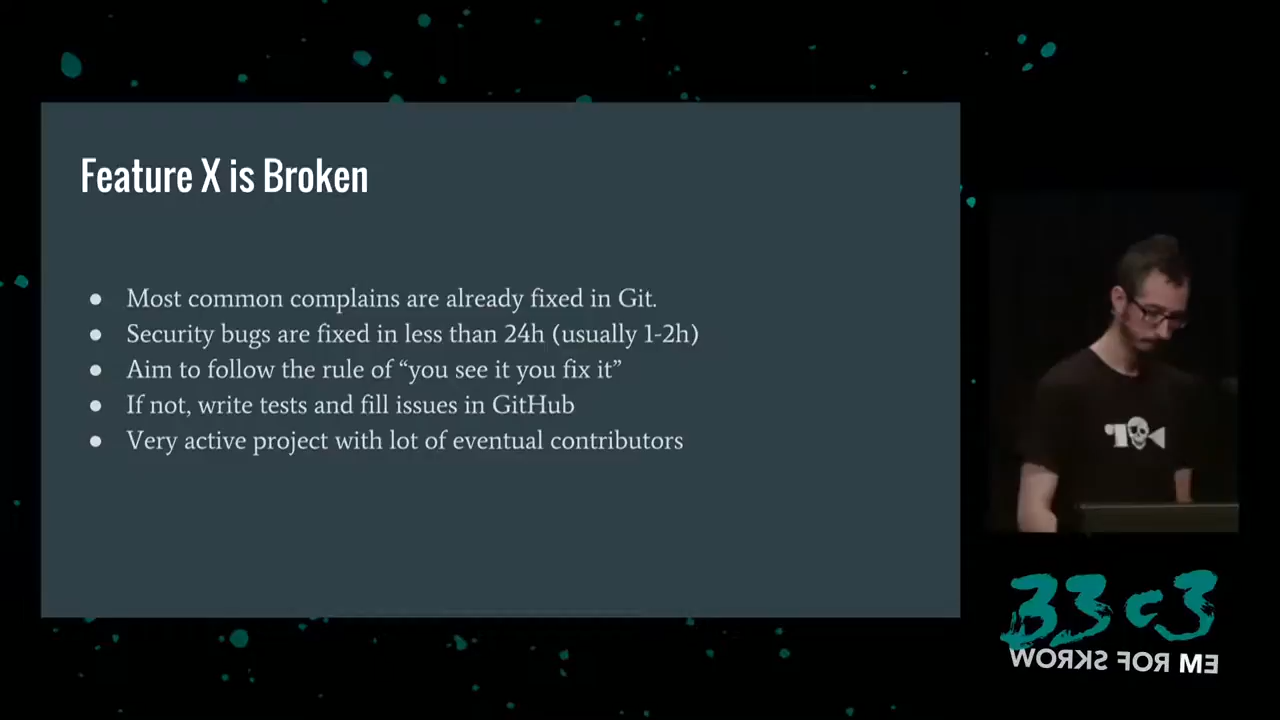 Feature X is Broken
● Most common complains are already fixed in Git.
● Security bugs are fixed in less than 24h (usually 1-2h)
● Aim to follow the rule of “you see it you fix it”
● If not, write tests and fill issues in GitHub
● Very active project with lot of eventual contributors
33c3
WORKS FOR ME